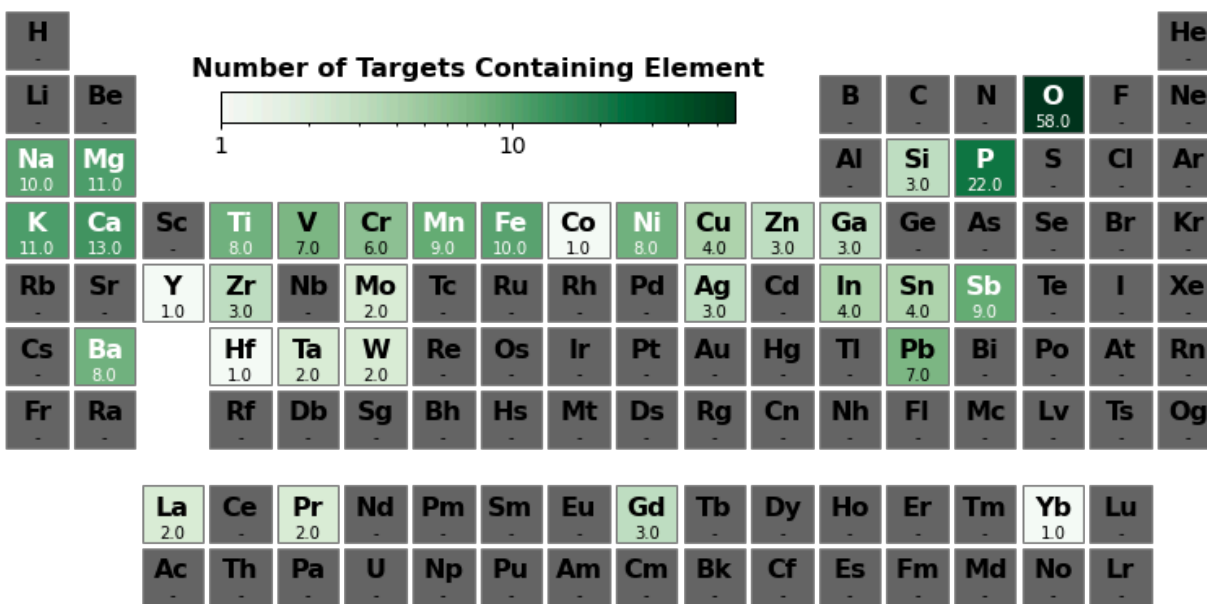 H He
- -
Number of Targets Containing Element
Li Be B C N O F Ne
- - - - - 58.0 - -
1 10
Na Mg Al Si P S Cl Ar
10.0 11.0 - 3.0 22.0 - - -
K Ca Sc Ti V Cr Mn Fe Co Ni Cu Zn Ga Ge As Se Br Kr
11.0 13.0 - 8.0 7.0 6.0 9.0 10.0 1.0 8.0 4.0 3.0 3.0 - - - - -
Rb Sr Y Zr Nb Mo Tc Ru Rh Pd Ag Cd In Sn Sb Te I Xe
- - 1.0 3.0 - 2.0 - - - - 3.0 - 4.0 4.0 9.0 - - -
Cs Ba Hf Ta W Re Os Ir Pt Au Hg Tl Pb Bi Po At Rn
- 8.0 1.0 2.0 2.0 - - - - - - - 7.0 - - - -
Fr Ra Rf Db Sg Bh Hs Mt Ds Rg Cn Nh Fl Mc Lv Ts Og
- - - - - - - - - - - - - - - - -
La Ce Pr Nd Pm Sm Eu Gd Tb Dy Ho Er Tm Yb Lu
2.0 - 2.0 - - - - 3.0 - - - - - 1.0 -
Ac Th Pa U Np Pu Am Cm Bk Cf Es Fm Md No Lr
- - - - - - - - - - - - - - -